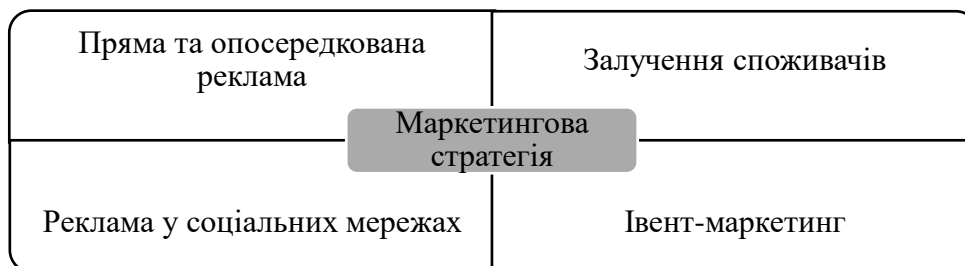 Пряма та опосередкована
реклама
Залучення споживачів
Маркетингова
стратегія
Реклама у соціальних мережах
Івент-маркетинг